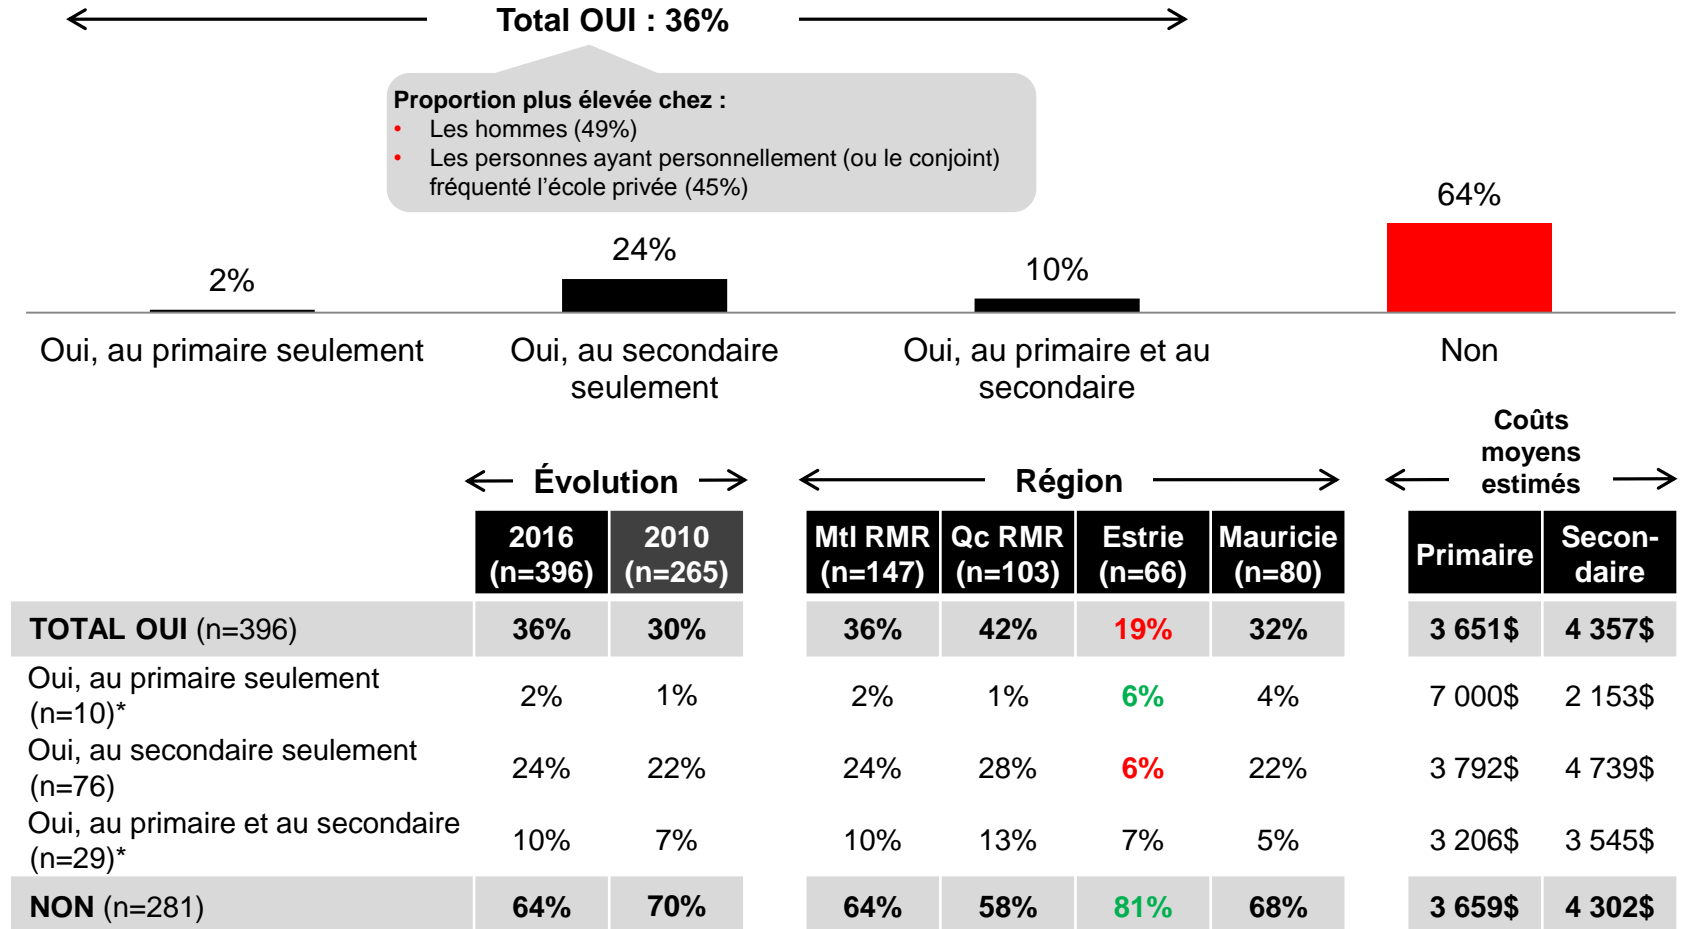 Total OUI : 36%
Proportion plus élevée chez :
• Les hommes (49%)
• Les personnes ayant personnellement (ou le conjoint)
fréquenté l'école privée (45%)
2%
24%
10%
64%
Oui, au primaire seulement
Oui, au secondaire
seulement
Oui, au primaire et au
secondaire
Non
Évolution
Région
Coûts
moyens
estimés
2016
(n=396)
2010
(n=265)
Mtl RMR
(n=147)
Qc RMR
(n=103)
Estrie
(n=66)
Mauricie
(n=80)
Primaire
Secon-
daire
TOTAL OUI (n=396) 36% 30% 36% 42% 19% 32% 3 651$ 4 357$
Oui, au primaire seulement
(n=10)* 2% 1% 2% 1% 6% 4% 7 000$ 2 153$
Oui, au secondaire seulement
(n=76) 24% 22% 24% 28% 6% 22% 3 792$ 4 739$
Oui, au primaire et au secondaire
(n=29)* 10% 7% 10% 13% 7% 5% 3 206$ 3 545$
NON (n=281) 64% 70% 64% 58% 81% 68% 3 659$ 4 302$